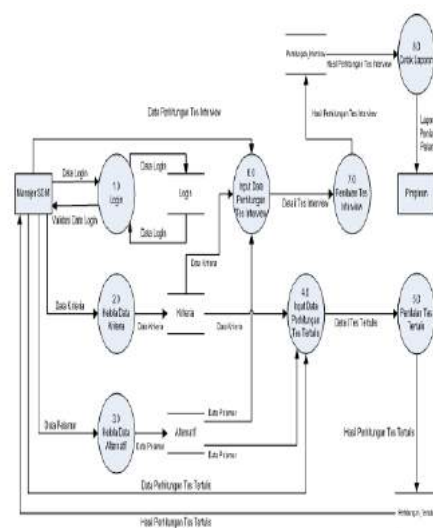 Perhitungan_Interview
Hasil Perhitungan Tes Interview
8.0
Cetak Laporan
Data Perhitungan Tes Interview
Hasil Perhitungan Tes Interview
Manajer SDM
Data Login
1.0
Login
Data Login
Login
Data Login
Validasi Data Login
6.0
Input Data
Perhitungan
Tes Interview
Detail Tes Interview
7.0
Penilaian Tes
Interview
Pimpinan
Data Kriteria
Data Kriteria
2.0
Kelola Data
Kriteria
Data Kriteria
Kriteria
Data Kriteria
4.0
Input Data
Perhitungan
Tes Tertulis
Detail Tes Tertulis
5.0
Penilaian Tes
Tertulis
Data Pelamar
3.0
Kelola Data
Alternatif
Data Pelamar
Alternatif
Data Pelamar
Data Pelamar
Data Perhitungan Tes Tertulis
Hasil Perhitungan Tes Tertulis
Hasil Perhitungan Tes Tertulis